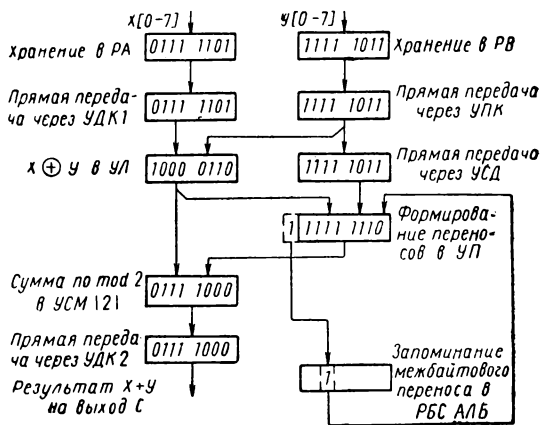 X[0-7]
У[0-7]
Хранение в РА
0111 1101
1111 1011
Хранение в РВ
Прямая переда-
ча через УДК1
0111 1101
1111 1011
Прямая передача
через УПК
X ⊕ У в УЛ
1000 0110
1111 1011
Прямая передача
через УСД
1
1111 1110
Формирова-
ние перено-
сов в УП
Сумма по mod 2
в УСМ |2|
0111 1000
Прямая переда-
ча через УДК2
0111 1000
Результат X+У
на выход С
1
Запоминание
межбайтового
переноса в
РБС АЛБ